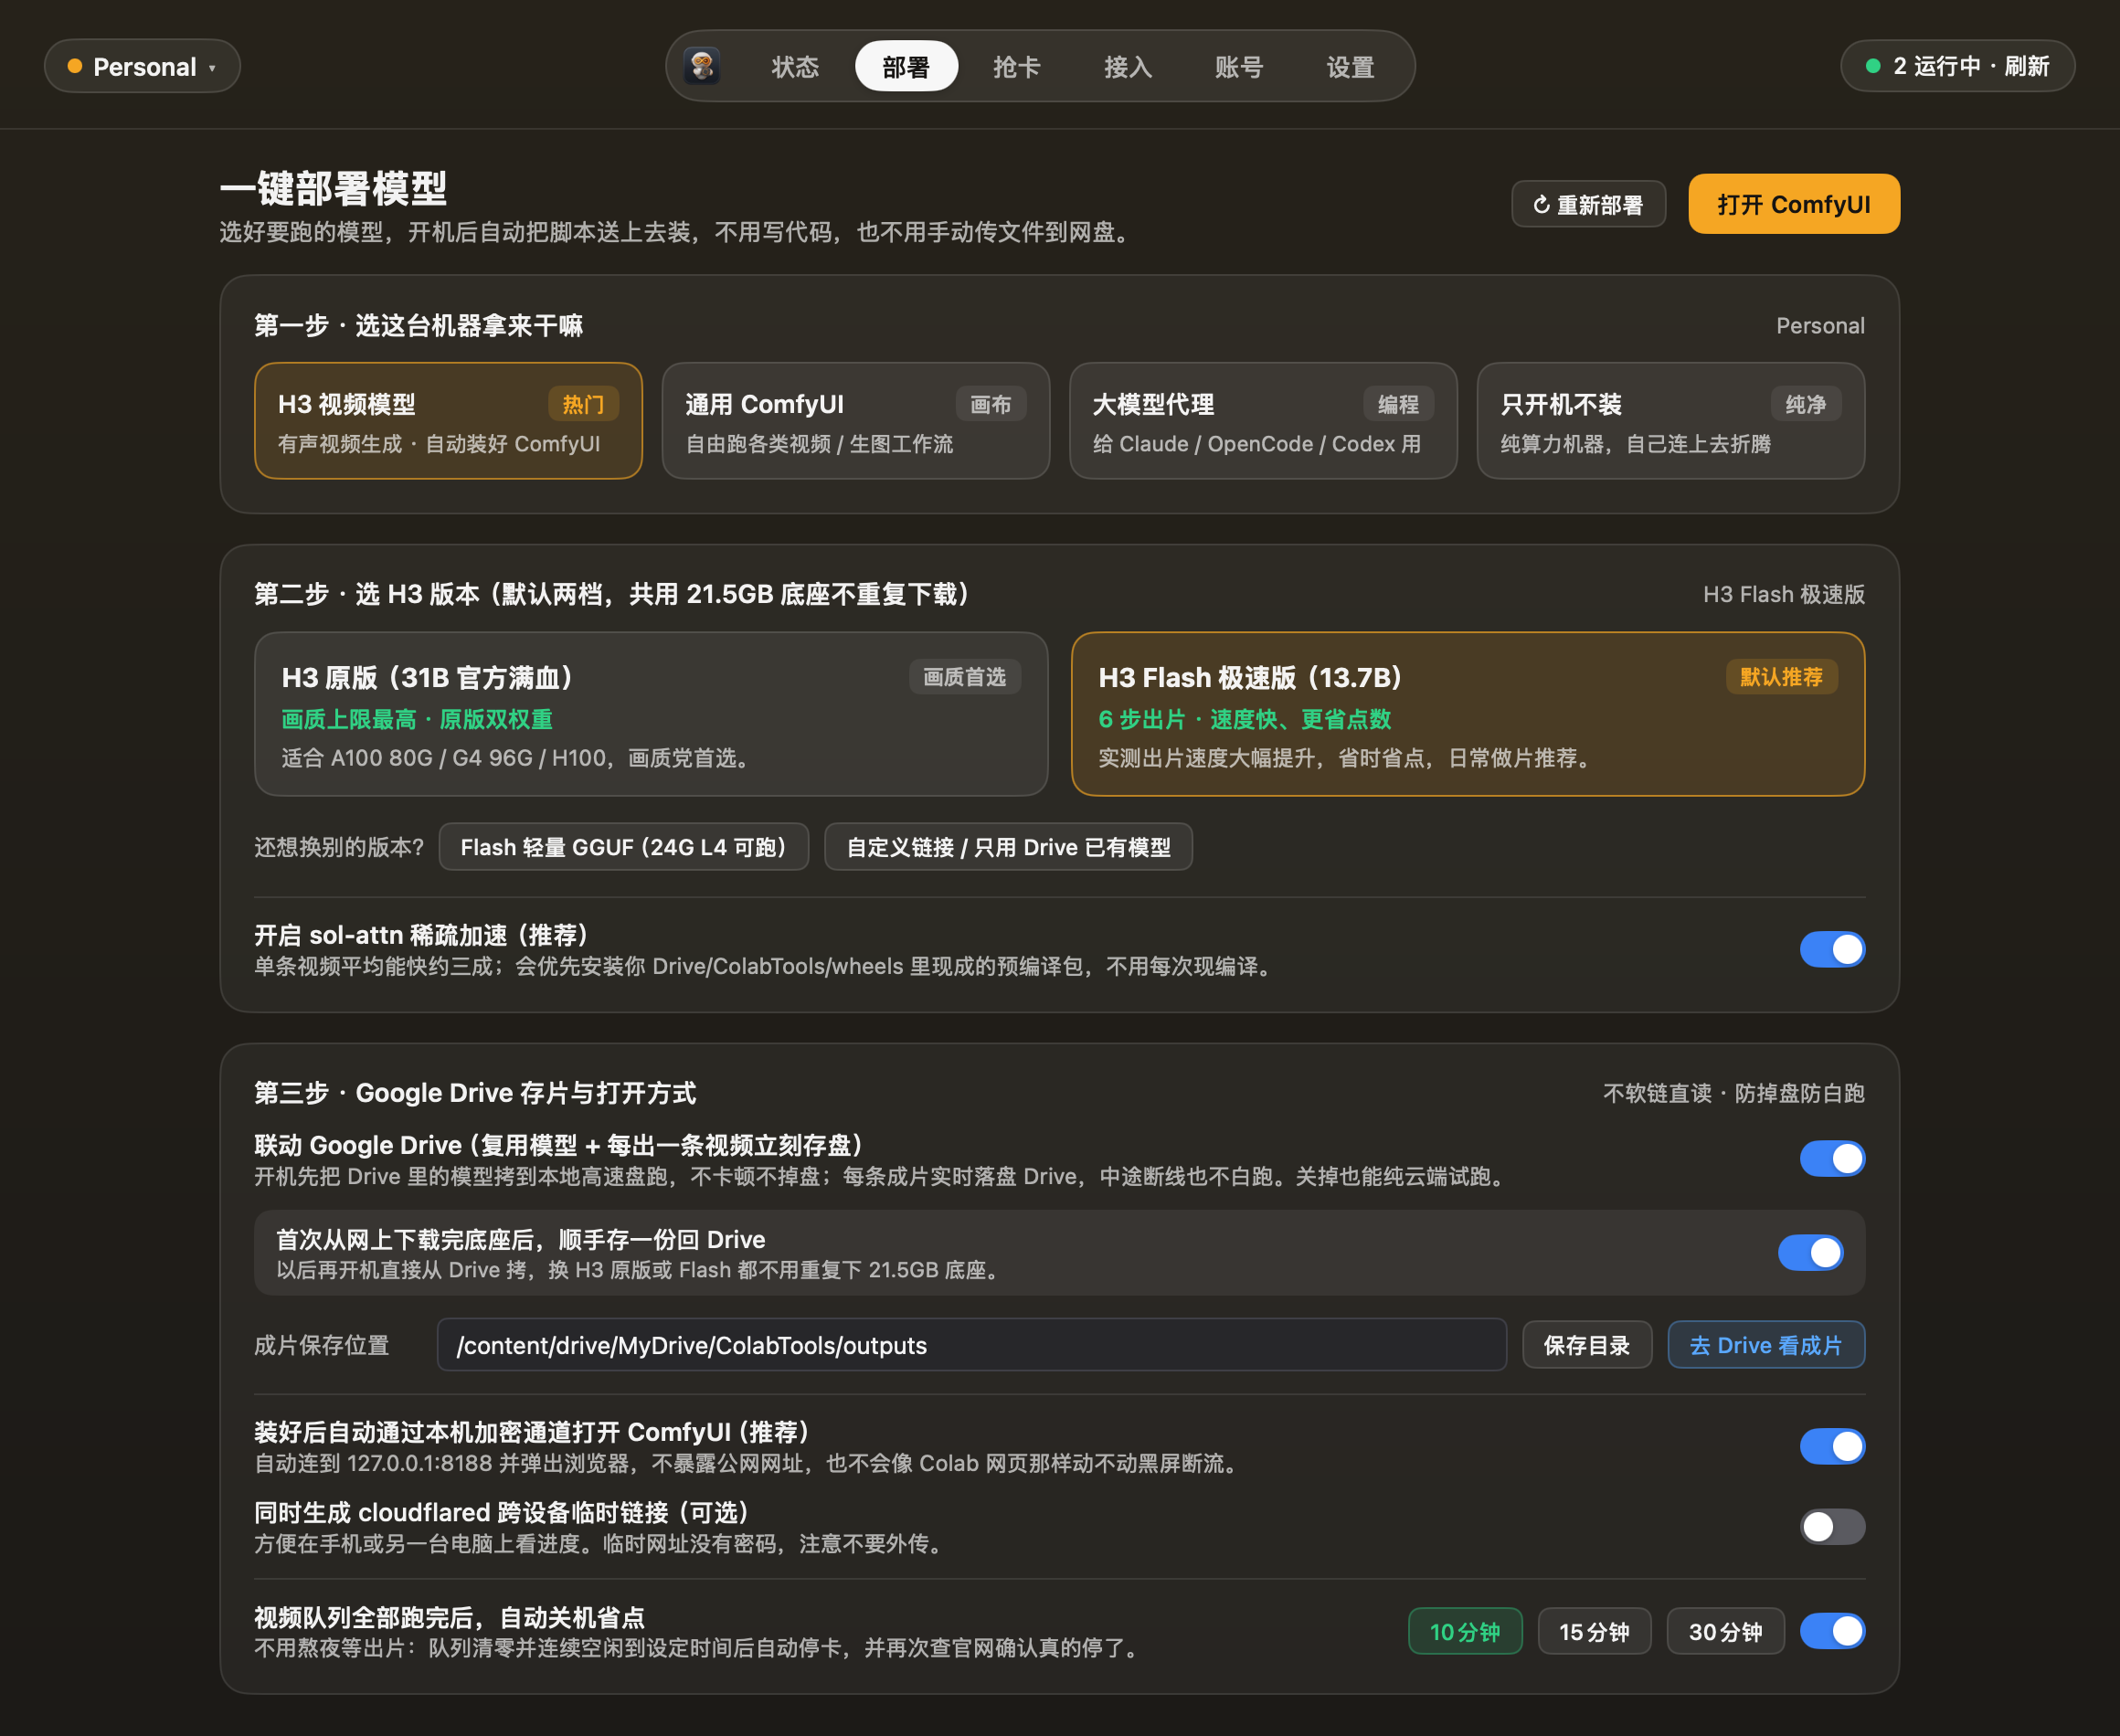 Personal ▾
状态
部署
抢卡
接入
账号
设置
2 运行中 · 刷新
一键部署模型
选好要跑的模型，开机后自动把脚本送上去装，不用写代码，也不用手动传文件到网盘。
↻ 重新部署
打开 ComfyUI
第一步 · 选这台机器拿来干嘛
Personal
H3 视频模型
热门
有声视频生成 · 自动装好 ComfyUI
通用 ComfyUI
画布
自由跑各类视频 / 生图工作流
大模型代理
编程
给 Claude / OpenCode / Codex 用
只开机不装
纯净
纯算力机器，自己连上去折腾
第二步 · 选 H3 版本（默认两档，共用 21.5GB 底座不重复下载）
H3 Flash 极速版
H3 原版（31B 官方满血）
画质首选
画质上限最高 · 原版双权重
适合 A100 80G / G4 96G / H100，画质党首选。
H3 Flash 极速版（13.7B）
默认推荐
6 步出片 · 速度快、更省点数
实测出片速度大幅提升，省时省点，日常做片推荐。
还想换别的版本？
Flash 轻量 GGUF（24G L4 可跑）
自定义链接 / 只用 Drive 已有模型
开启 sol-attn 稀疏加速（推荐）
单条视频平均能快约三成；会优先安装你 Drive/ColabTools/wheels 里现成的预编译包，不用每次现编译。
第三步 · Google Drive 存片与打开方式
不软链直读 · 防掉盘防白跑
联动 Google Drive（复用模型 + 每出一条视频立刻存盘）
开机先把 Drive 里的模型拷到本地高速盘跑，不卡顿不掉盘；每条成片实时落盘 Drive，中途断线也不白跑。关掉也能纯云端试跑。
首次从网上下载完底座后，顺手存一份回 Drive
以后再开机直接从 Drive 拷，换 H3 原版或 Flash 都不用重复下 21.5GB 底座。
成片保存位置
/content/drive/MyDrive/ColabTools/outputs
保存目录
去 Drive 看成片
装好后自动通过本机加密通道打开 ComfyUI（推荐）
自动连到 127.0.0.1:8188 并弹出浏览器，不暴露公网网址，也不会像 Colab 网页那样动不动黑屏断流。
同时生成 cloudflared 跨设备临时链接（可选）
方便在手机或另一台电脑上看进度。临时网址没有密码，注意不要外传。
视频队列全部跑完后，自动关机省点
不用熬夜等出片：队列清零并连续空闲到设定时间后自动停卡，并再次查官网确认真的停了。
10 分钟
15 分钟
30 分钟